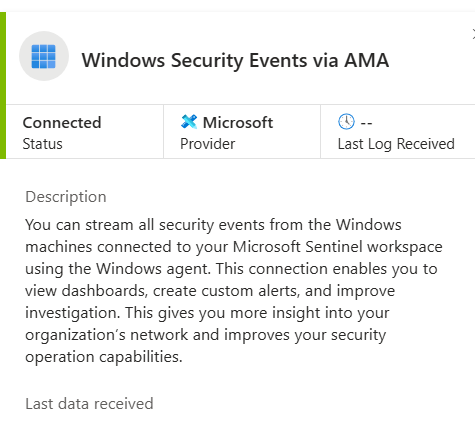 Windows Security Events via AMA
Connected
Status
Microsoft
Provider
--
Last Log Received
Description
You can stream all security events from the Windows
machines connected to your Microsoft Sentinel workspace
using the Windows agent. This connection enables you to
view dashboards, create custom alerts, and improve
investigation. This gives you more insight into your
organization’s network and improves your security
operation capabilities.
Last data received